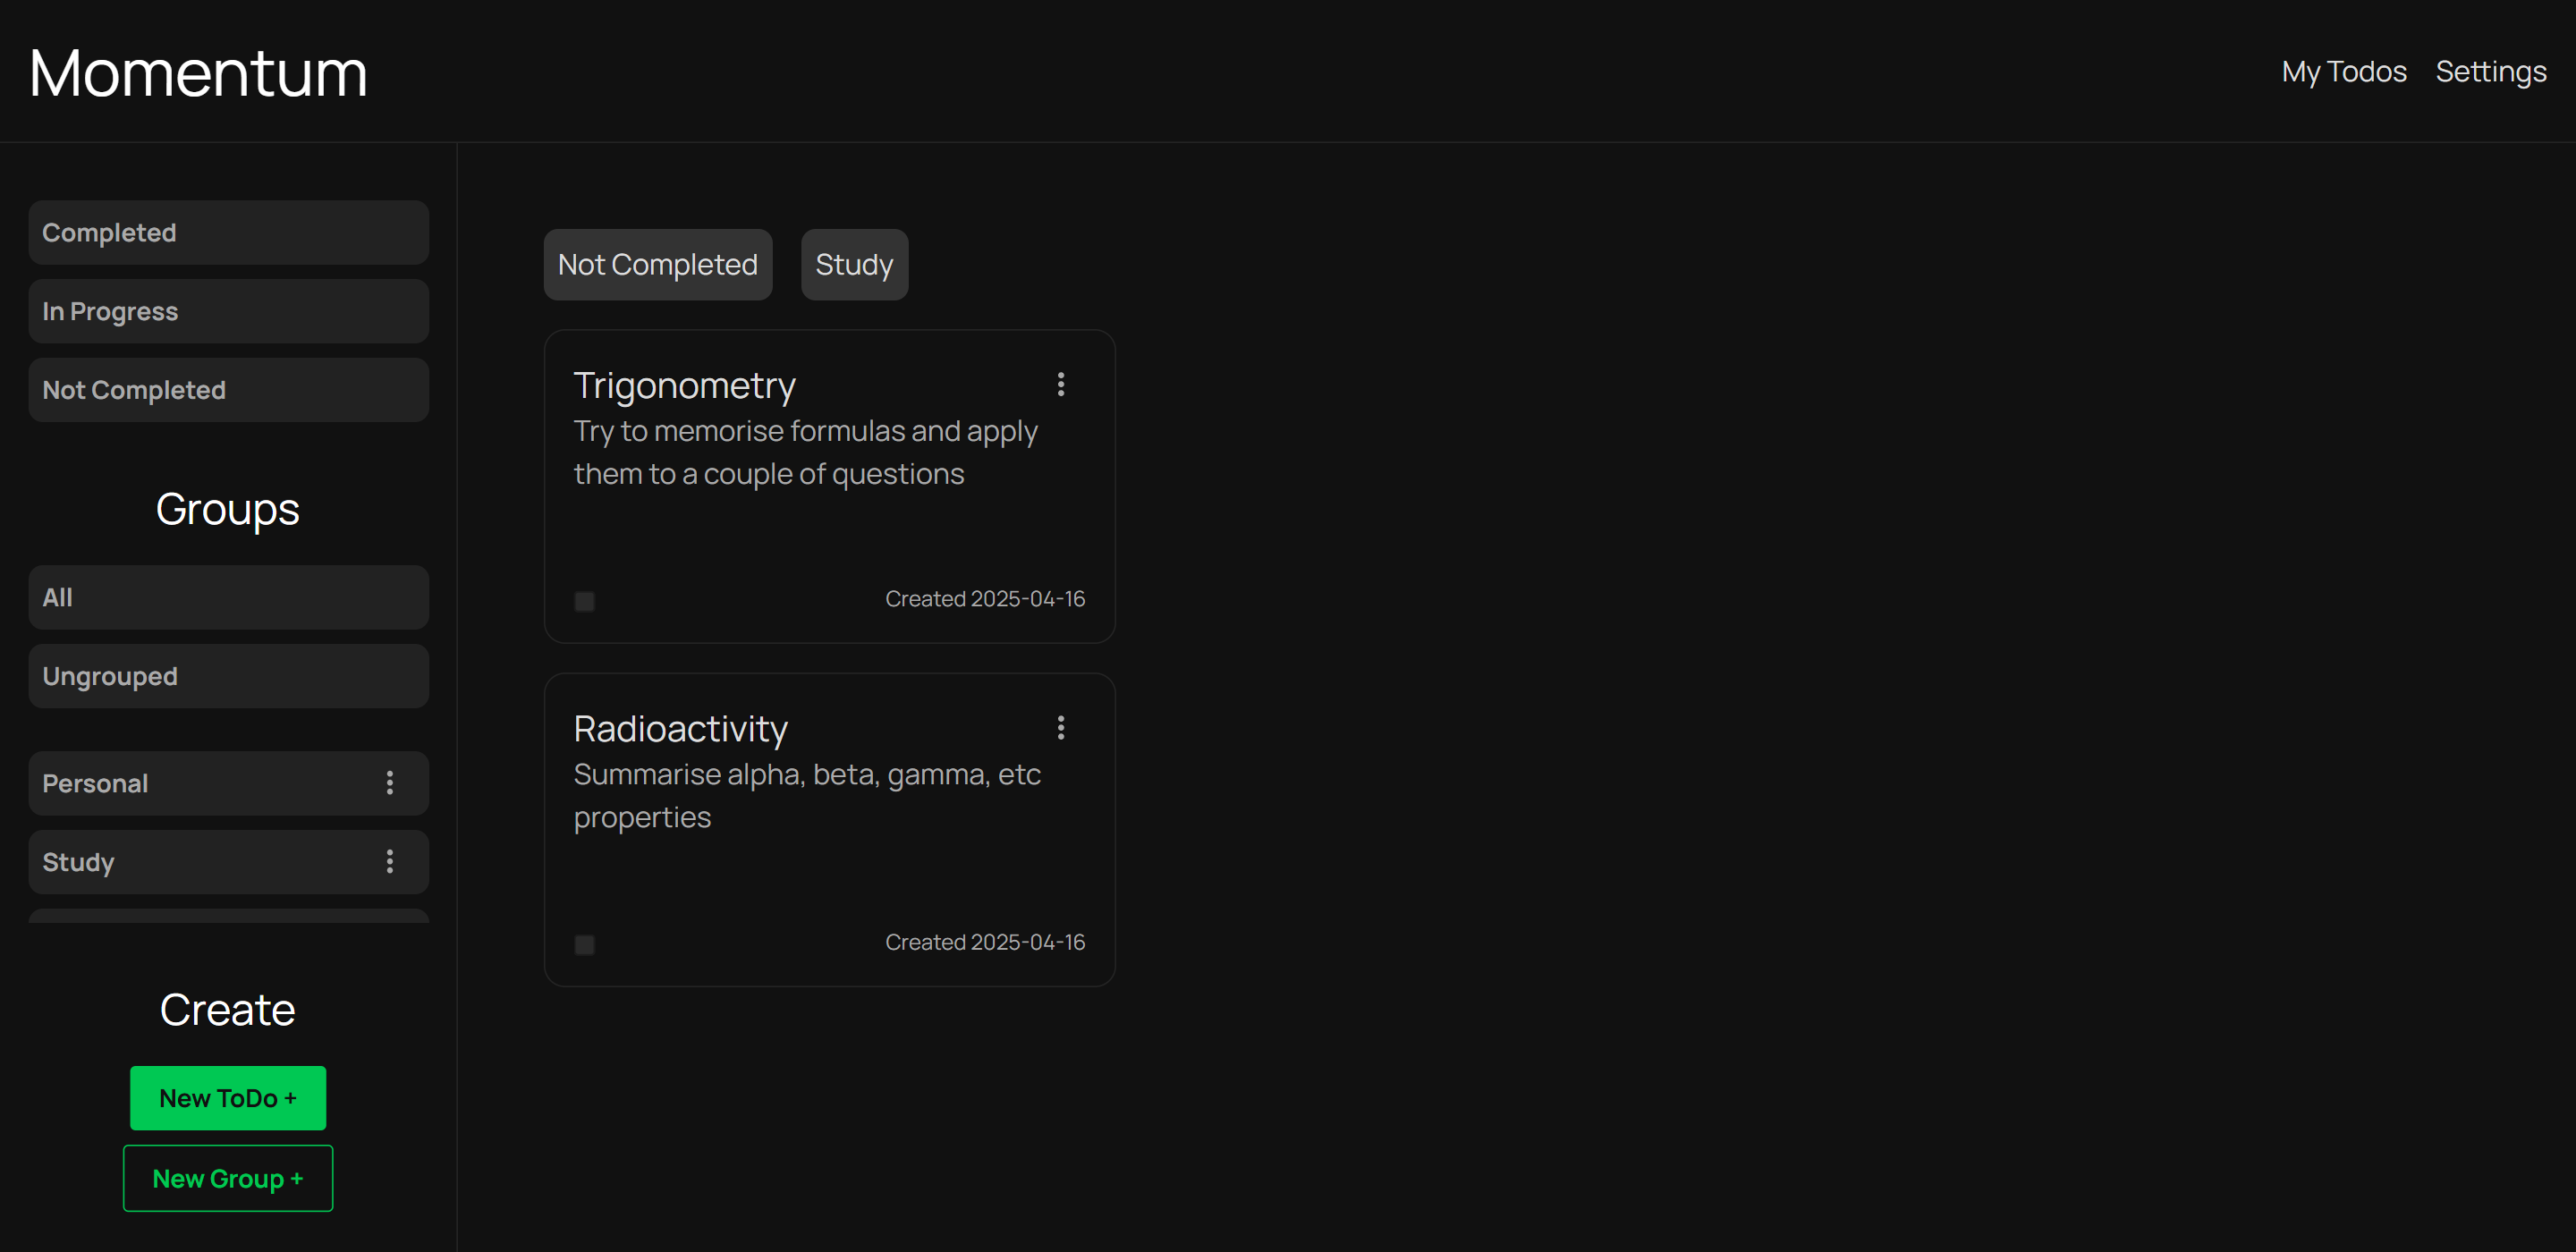 Momentum
My Todos
Settings
Completed
In Progress
Not Completed
Groups
All
Ungrouped
Personal
Study
Create
New ToDo +
New Group +
Not Completed
Study
Trigonometry
Try to memorise formulas and apply
them to a couple of questions
Created 2025-04-16
Radioactivity
Summarise alpha, beta, gamma, etc
properties
Created 2025-04-16